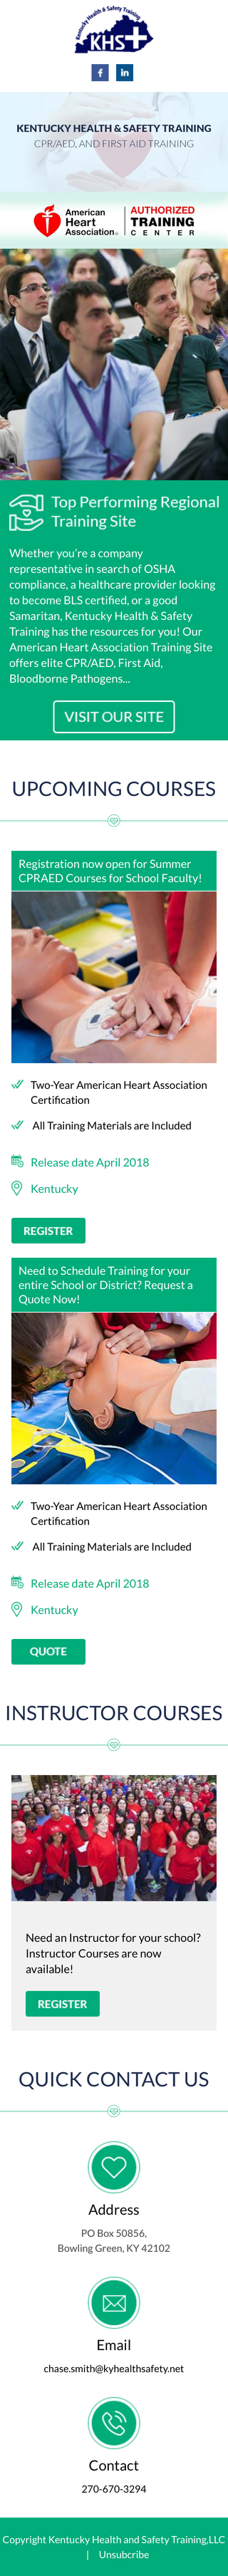 Kentucky Health & Safety Training
KHS
f
in
KENTUCKY HEALTH & SAFETY TRAINING
CPR/AED, AND FIRST AID TRAINING
American
Heart
Association®
AUTHORIZED
TRAINING
CENTER
Top Performing Regional
Training Site
Whether you're a company
representative in search of OSHA
compliance, a healthcare provider looking
to become BLS certified, or a good
Samaritan, Kentucky Health & Safety
Training has the resources for you! Our
American Heart Association Training Site
offers elite CPR/AED, First Aid,
Bloodborne Pathogens...
VISIT OUR SITE
UPCOMING COURSES
Registration now open for Summer
CPRAED Courses for School Faculty!
Two-Year American Heart Association
Certification
All Training Materials are Included
Release date April 2018
Kentucky
REGISTER
Need to Schedule Training for your
entire School or District? Request a
Quote Now!
Two-Year American Heart Association
Certification
All Training Materials are Included
Release date April 2018
Kentucky
QUOTE
INSTRUCTOR COURSES
Need an Instructor for your school?
Instructor Courses are now
available!
REGISTER
QUICK CONTACT US
Address
PO Box 50856,
Bowling Green, KY 42102
Email
chase.smith@kyhealthsafety.net
Contact
270-670-3294
Copyright Kentucky Health and Safety Training,LLC
| Unsubcribe